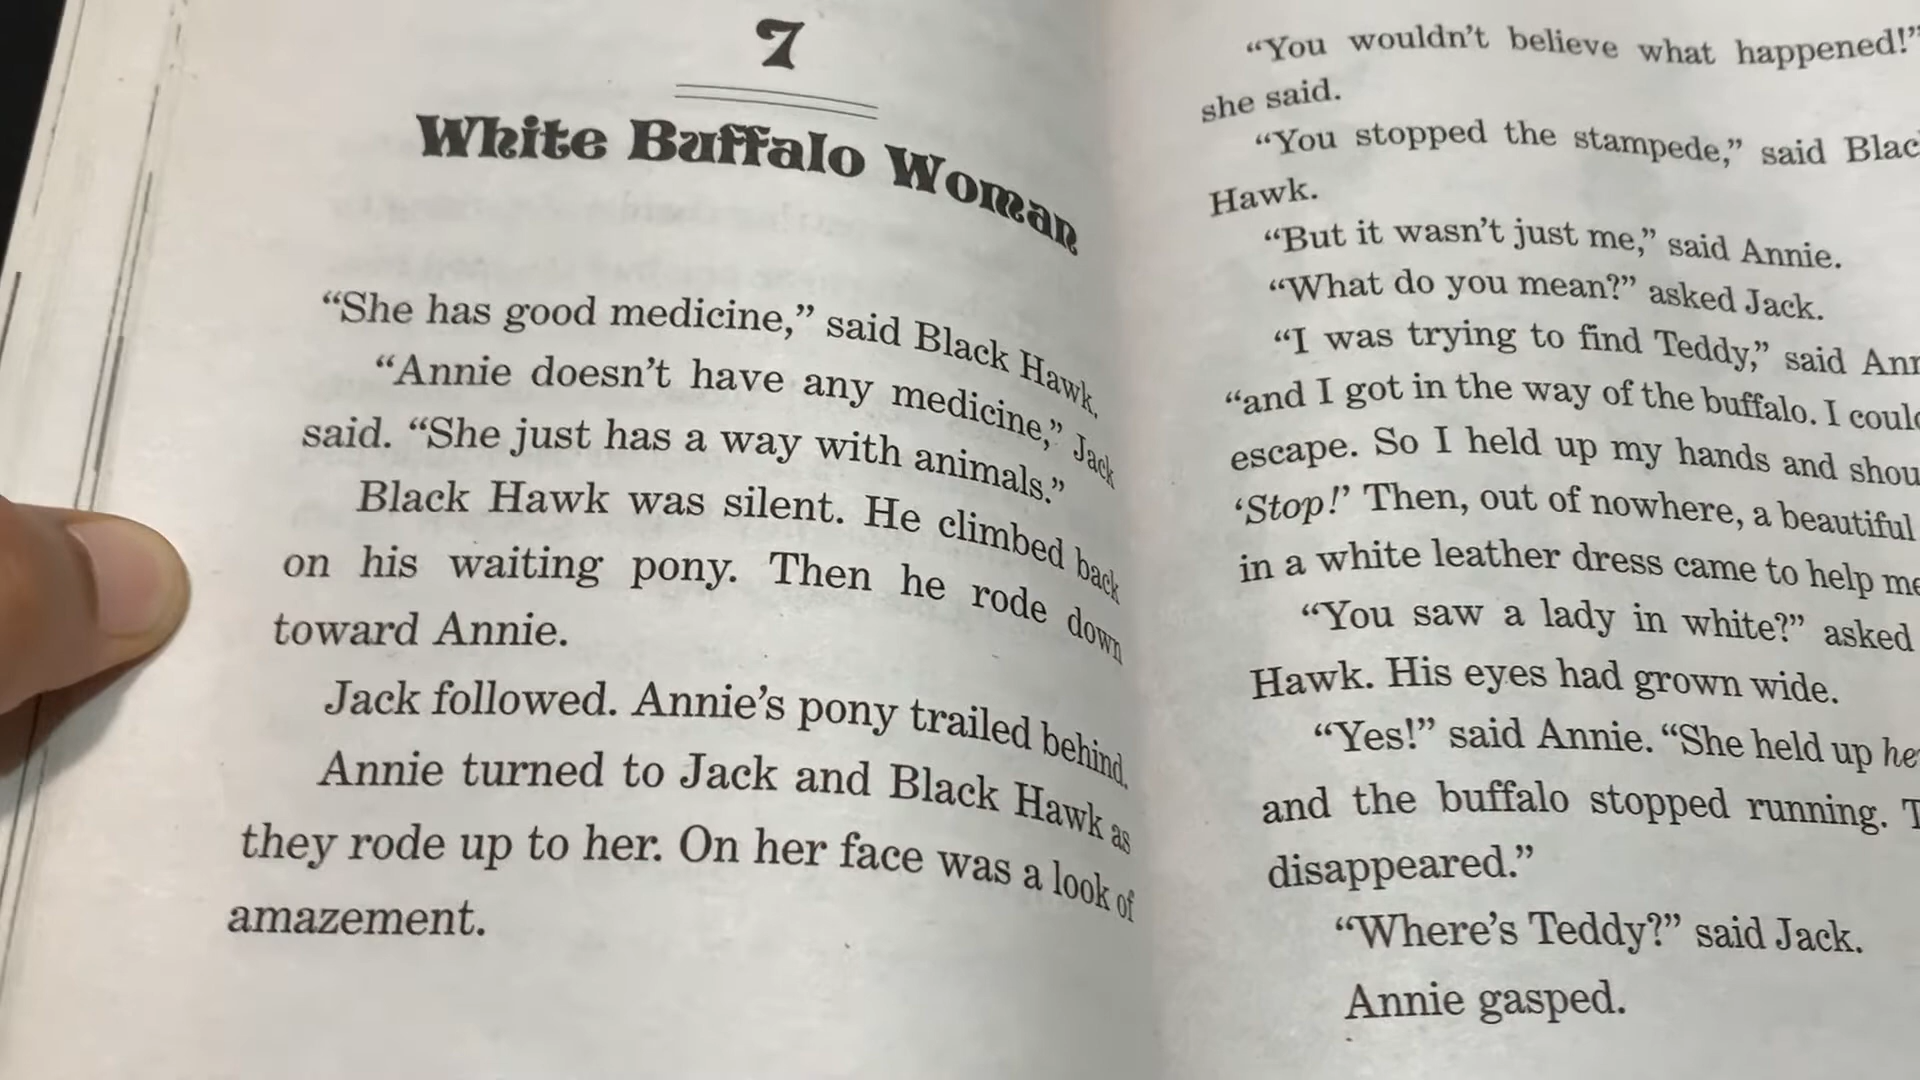 7
White Buffalo Woman
“She has good medicine,” said Black Hawk.
“Annie doesn’t have any medicine,” Jack
said. “She just has a way with animals.”
Black Hawk was silent. He climbed back
on his waiting pony. Then he rode down
toward Annie.
Jack followed. Annie’s pony trailed behind.
Annie turned to Jack and Black Hawk as
they rode up to her. On her face was a look of
amazement.
“You wouldn’t believe what happened!”
she said.
“You stopped the stampede,” said
Hawk.
“But it wasn’t just me,” said Annie.
“What do you mean?” asked Jack.
“I was trying to find Teddy,” said
“and I got in the way of the buffalo. I
escape. So I held up my hands and
‘Stop!’ Then, out of nowhere, a beautiful
in a white leather dress came to help
“You saw a lady in white?” asked
Hawk. His eyes had grown wide.
“Yes!” said Annie. “She held up
and the buffalo stopped running.
disappeared.”
“Where’s Teddy?” said Jack.
Annie gasped.